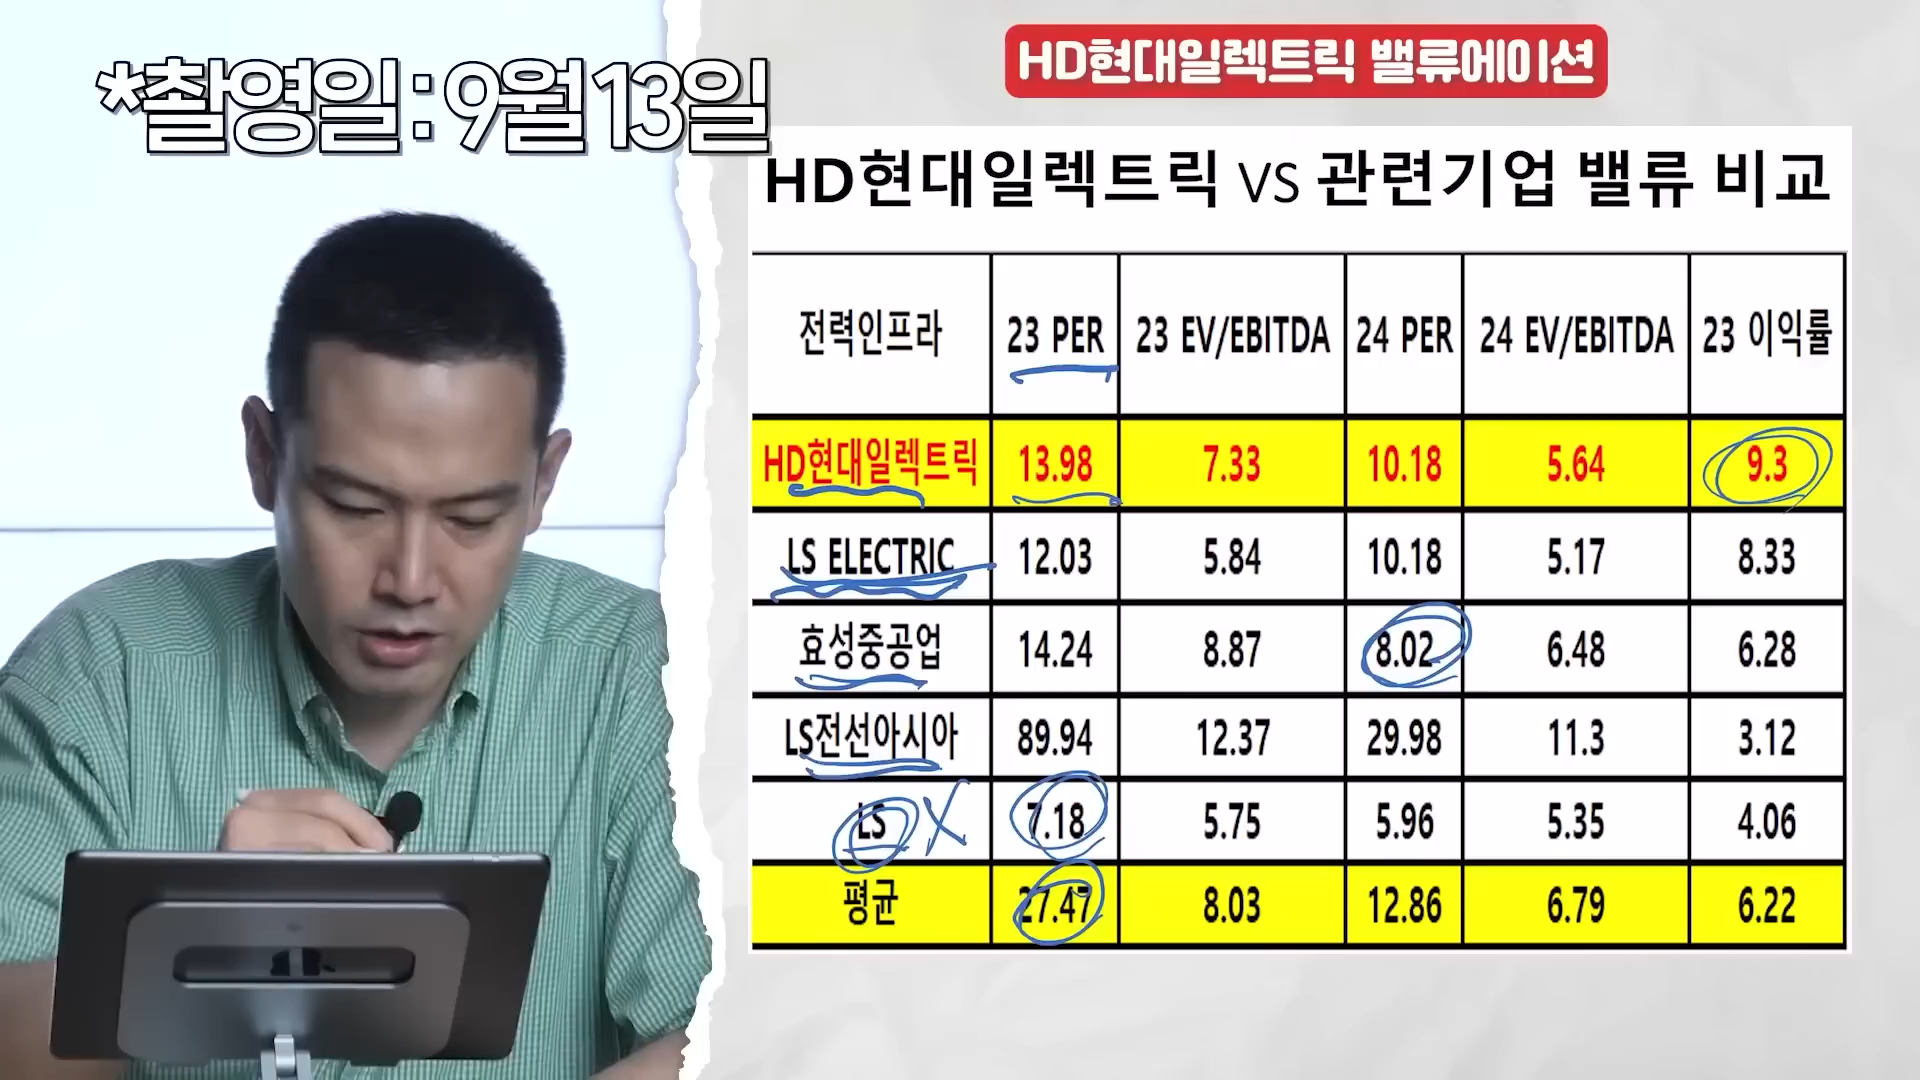 *촬영일 : 9월 13일
HD현대일렉트릭 밸류에이션
HD현대일렉트릭 VS 관련기업 밸류 비교
전력인프라 23 PER 23 EV/EBITDA 24 PER 24 EV/EBITDA 23 이익률
HD현대일렉트릭 13.98 7.33 10.18 5.64 9.3
LS ELECTRIC 12.03 5.84 10.18 5.17 8.33
효성중공업 14.24 8.87 8.02 6.48 6.28
LS전선아시아 89.94 12.37 29.98 11.3 3.12
LS X 7.18 5.75 5.96 5.35 4.06
평균 27.47 8.03 12.86 6.79 6.22